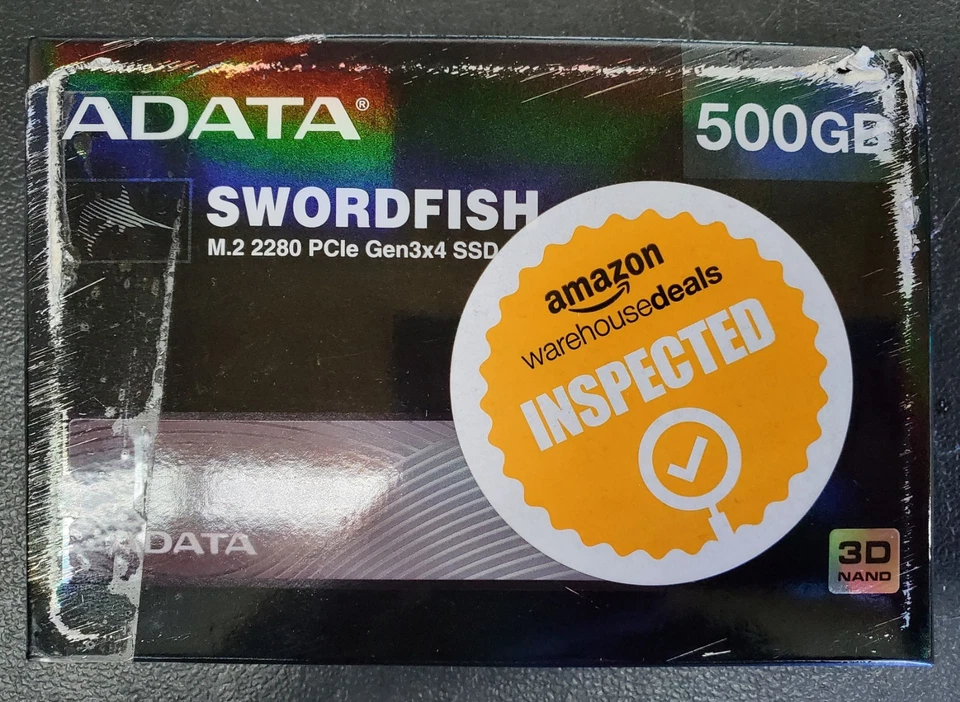 ADATA®
500GB
SWORDFISH
M.2 2280 PCIe Gen3x4 SSD
amazon
warehousedeals
INSPECTED
ADATA
3D
NAND